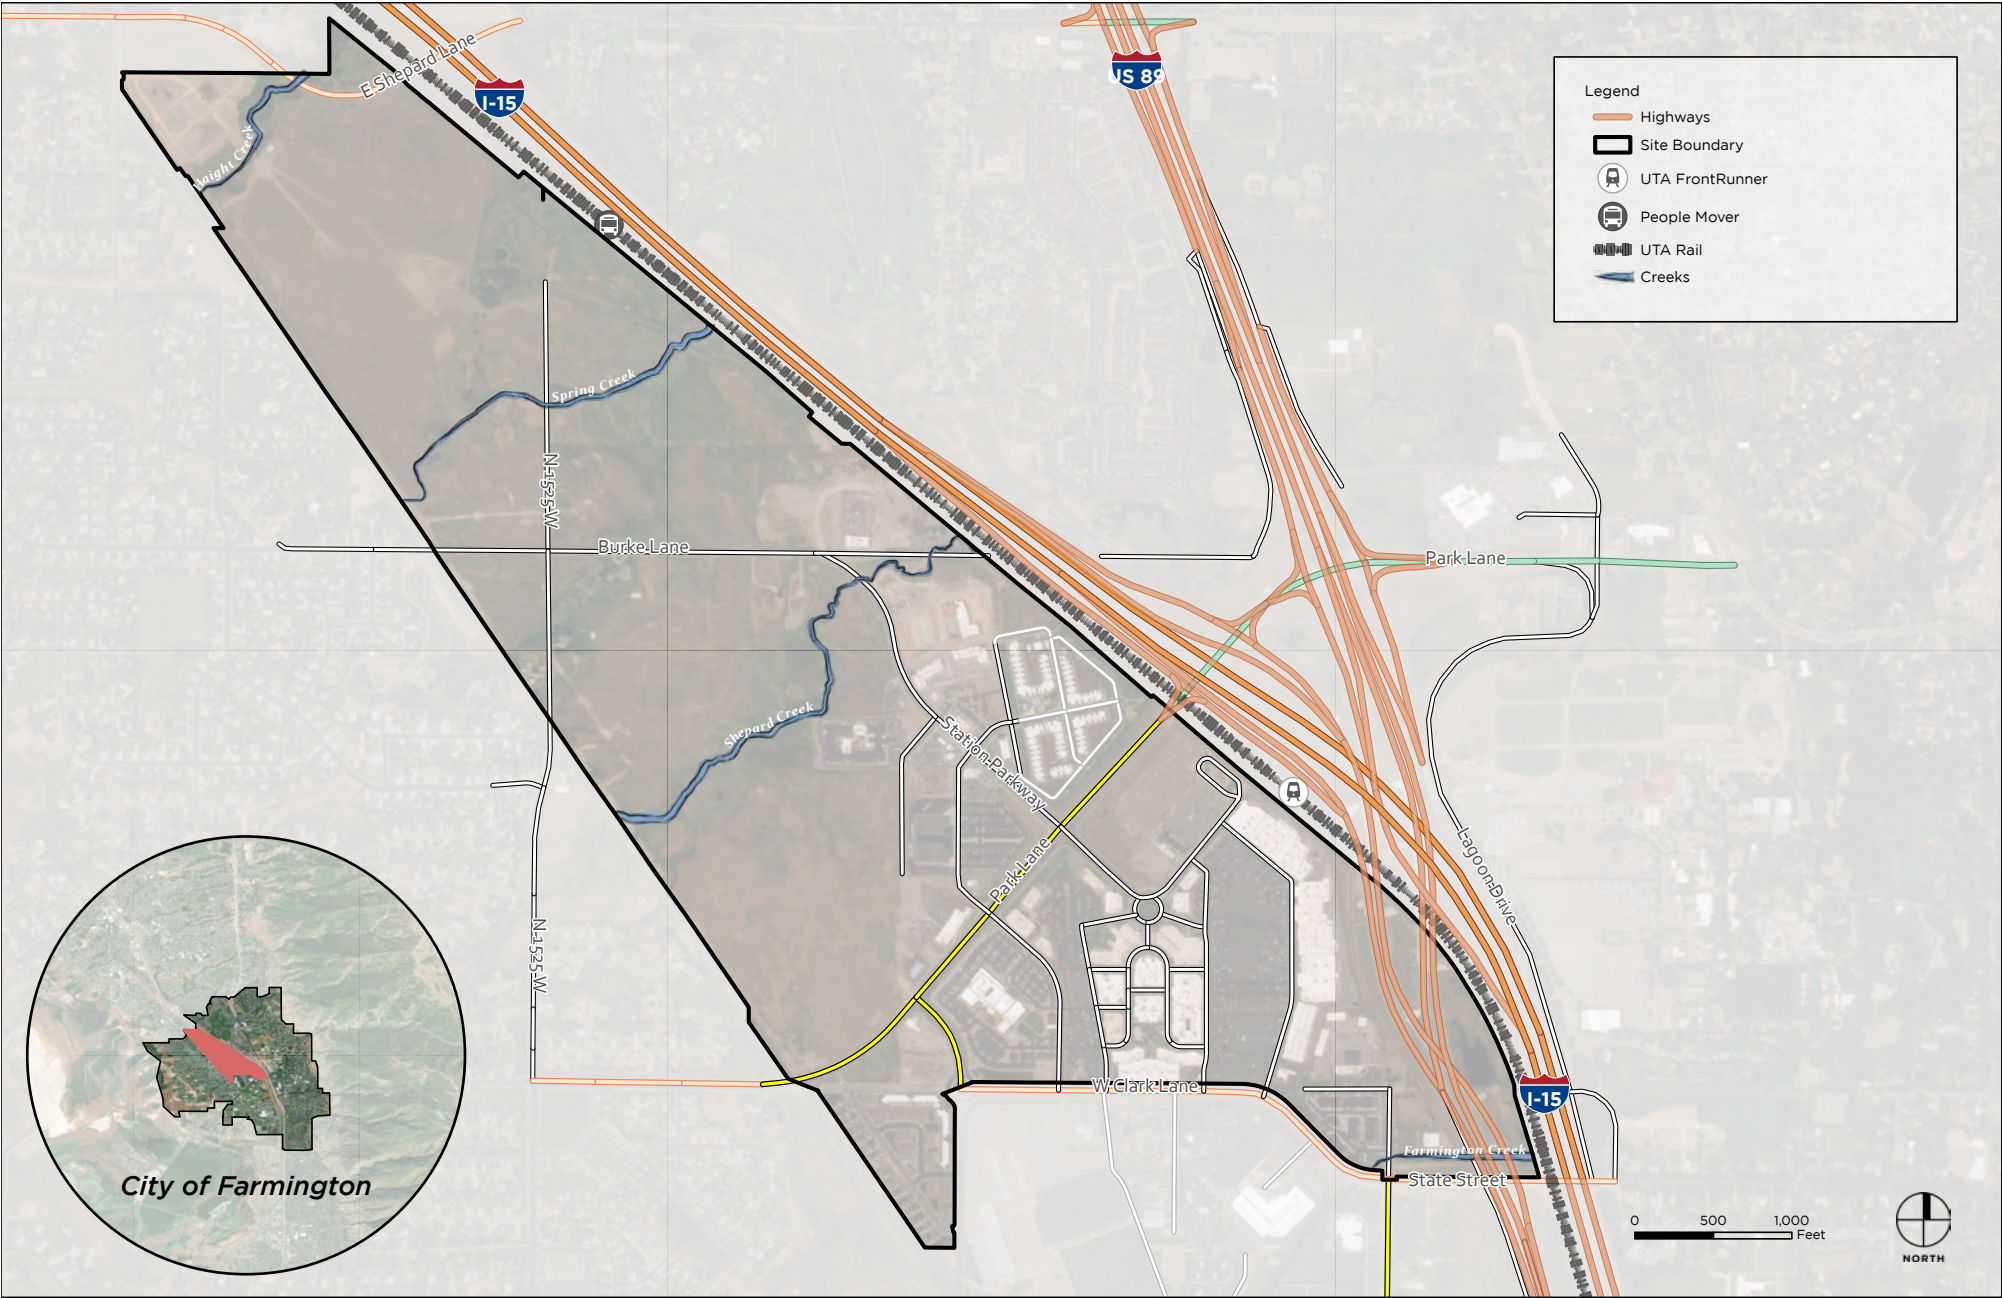 E Shepard Lane
I-15
US 89
Legend
Highways
Site Boundary
UTA FrontRunner
People Mover
UTA Rail
Creeks
Haight Creek
Spring Creek
N 1525 W
Burke Lane
Park Lane
Shepard Creek
Station Parkway
Park Lane
Lagoon Drive
N 1525 W
W Clark Lane
I-15
Farmington Creek
State Street
City of Farmington
0 500 1,000
Feet
NORTH